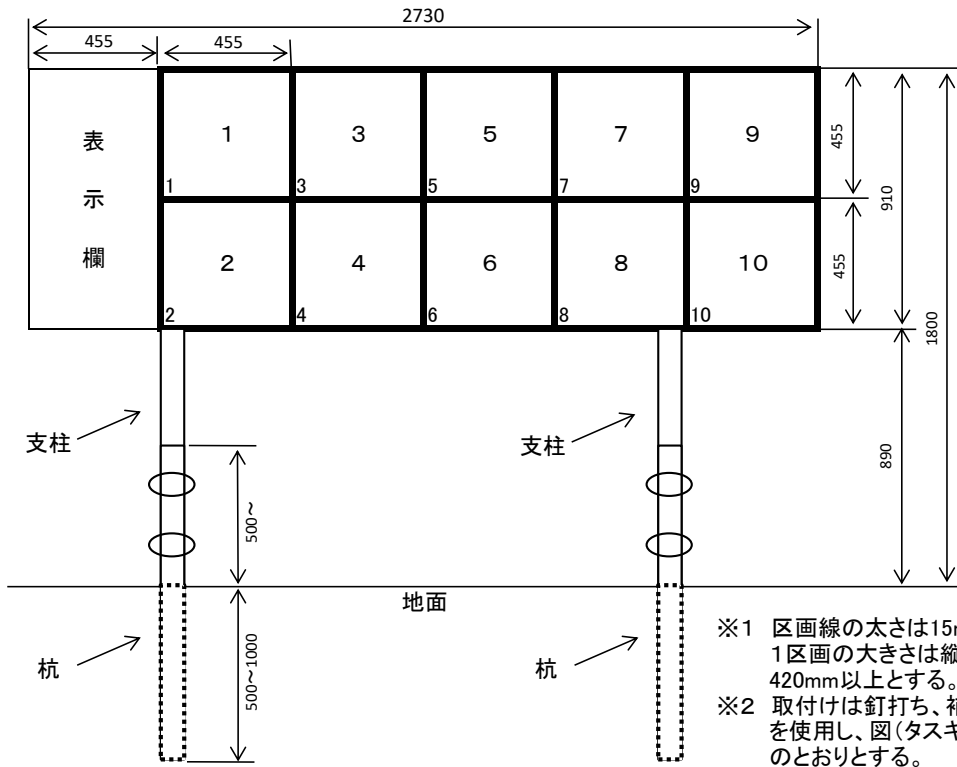 2730
455
455
表
示
欄
1
3
5
7
9
1
3
5
7
9
2
4
6
8
10
2
4
6
8
10
455
455
910
1800
890
支柱
支柱
500~
地面
杭
杭
500~1000
※1 区画線の太さは15
1区画の大きさは縦
420mm以上とする。
※2 取付けは釘打ち、
を使用し、図(タスキ
のとおりとする。